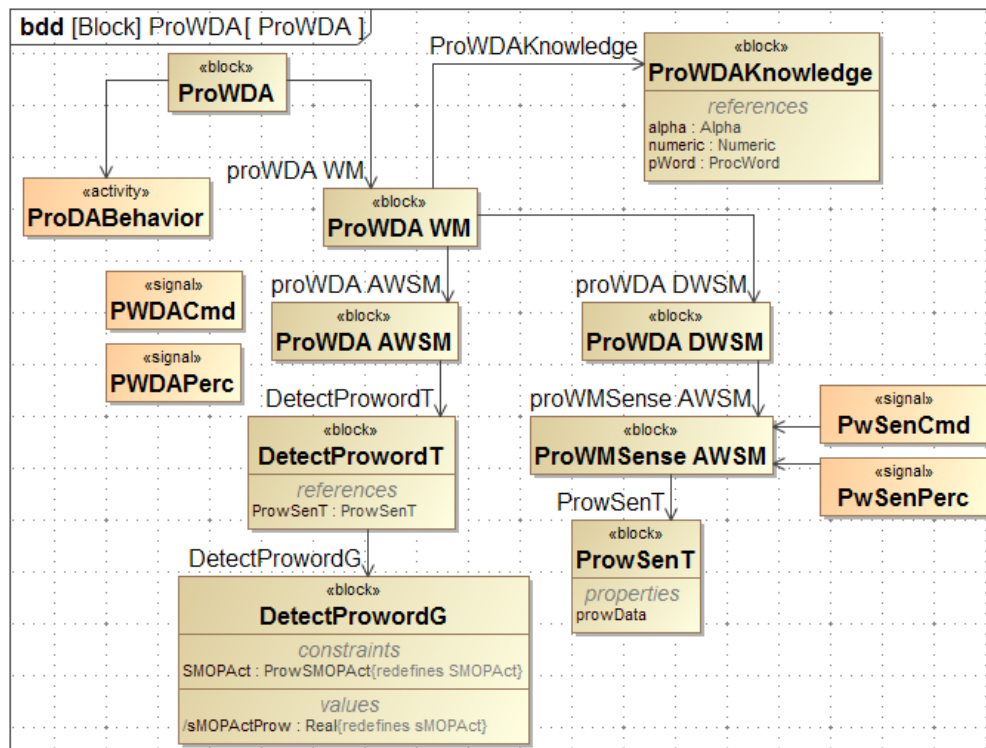 bdd [Block] ProWDA[ ProWDA ]
«block»
ProWDA
ProWDAKnowledge
«block»
ProWDAKnowledge
references
alpha : Alpha
numeric : Numeric
pWord : ProcWord
«activity»
ProDABehavior
proWDA WM
«block»
ProWDA WM
«signal»
PWDACmd
«signal»
PWDAPerc
proWDA AWSM
«block»
ProWDA AWSM
proWDA DWSM
«block»
ProWDA DWSM
DetectProwordT
«block»
DetectProwordT
references
ProwSenT : ProwSenT
proWMSense AWSM
«block»
ProWMSense AWSM
«signal»
PwSenCmd
«signal»
PwSenPerc
ProwSenT
«block»
ProwSenT
properties
prowData
DetectProwordG
«block»
DetectProwordG
constraints
SMOPAct : ProwSMOPAct{redefines SMOPAct}
values
/sMOPActProw : Real{redefines sMOPAct}